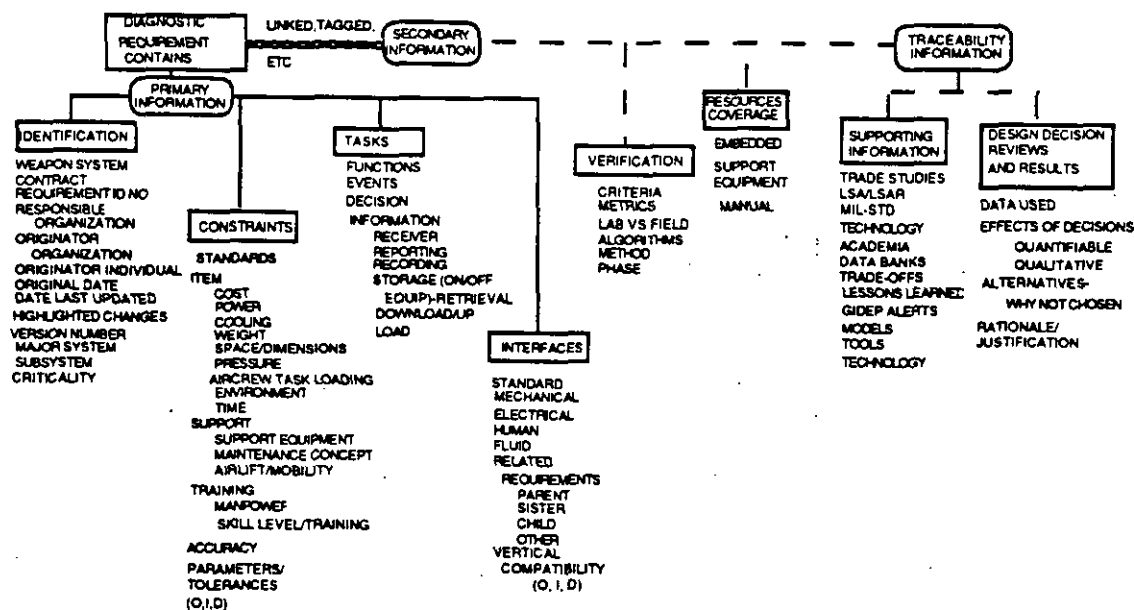 DIAGNOSTIC
REQUIREMENT
CONTAINS
LINKED, TAGGED,
ETC
SECONDARY
INFORMATION
TRACEABILITY
INFORMATION
PRIMARY
INFORMATION
IDENTIFICATION
WEAPON SYSTEM
CONTRACT
REQUIREMENT ID NO
RESPONSIBLE
ORGANIZATION
ORIGINATOR
ORGANIZATION
ORIGINATOR INDIVIDUAL
ORIGINAL DATE
DATE LAST UPDATED
HIGHLIGHTED CHANGES
VERSION NUMBER
MAJOR SYSTEM
SUBSYSTEM
CRITICALITY
CONSTRAINTS
STANDARDS
ITEM
COST
POWER
COOLING
WEIGHT
SPACE/DIMENSIONS
PRESSURE
AIRCREW TASK LOADING
ENVIRONMENT
TIME
SUPPORT
SUPPORT EQUIPMENT
MAINTENANCE CONCEPT
AIRLIFT/MOBILITY
TRAINING
MANPOWER
SKILL LEVEL/TRAINING
ACCURACY
PARAMETERS/
TOLERANCES
(O,I,D)
TASKS
FUNCTIONS
EVENTS
DECISION
INFORMATION
RECEIVER
REPORTING
RECORDING
STORAGE (ON/OFF
EQUIP)-RETRIEVAL
DOWNLOAD/UP
LOAD
INTERFACES
STANDARD
MECHANICAL
ELECTRICAL
HUMAN
FLUID
RELATED
REQUIREMENTS
PARENT
SISTER
CHILD
OTHER
VERTICAL
COMPATIBILITY
(O, I, D)
VERIFICATION
CRITERIA
METRICS
LAB VS FIELD
ALGORITHMS
METHOD
PHASE
RESOURCES
COVERAGE
EMBEDDED
SUPPORT
EQUIPMENT
MANUAL
SUPPORTING
INFORMATION
TRADE STUDIES
LSA/LSAR
MIL-STD
TECHNOLOGY
ACADEMIA
DATA BANKS
TRADE-OFFS
LESSONS LEARNED
GIDEP ALERTS
MODELS
TOOLS
TECHNOLOGY
DESIGN DECISION
REVIEWS
AND RESULTS
DATA USED
EFFECTS OF DECISIONS
QUANTIFIABLE
QUALITATIVE
ALTERNATIVES-
WHY NOT CHOSEN
RATIONALE/
JUSTIFICATION